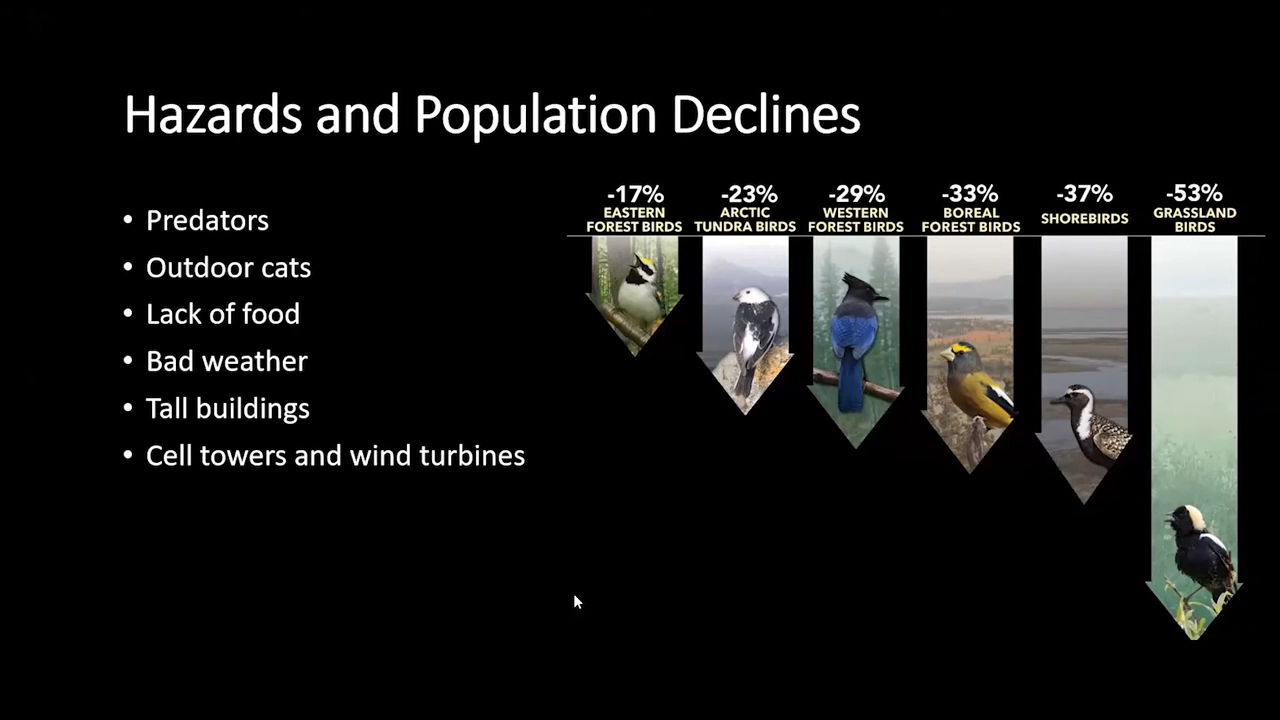 Hazards and Population Declines
• Predators
• Outdoor cats
• Lack of food
• Bad weather
• Tall buildings
• Cell towers and wind turbines
-17%
EASTERN
FOREST BIRDS
-23%
ARCTIC
TUNDRA BIRDS
-29%
WESTERN
FOREST BIRDS
-33%
BOREAL
FOREST BIRDS
-37%
SHOREBIRDS
-53%
GRASSLAND
BIRDS